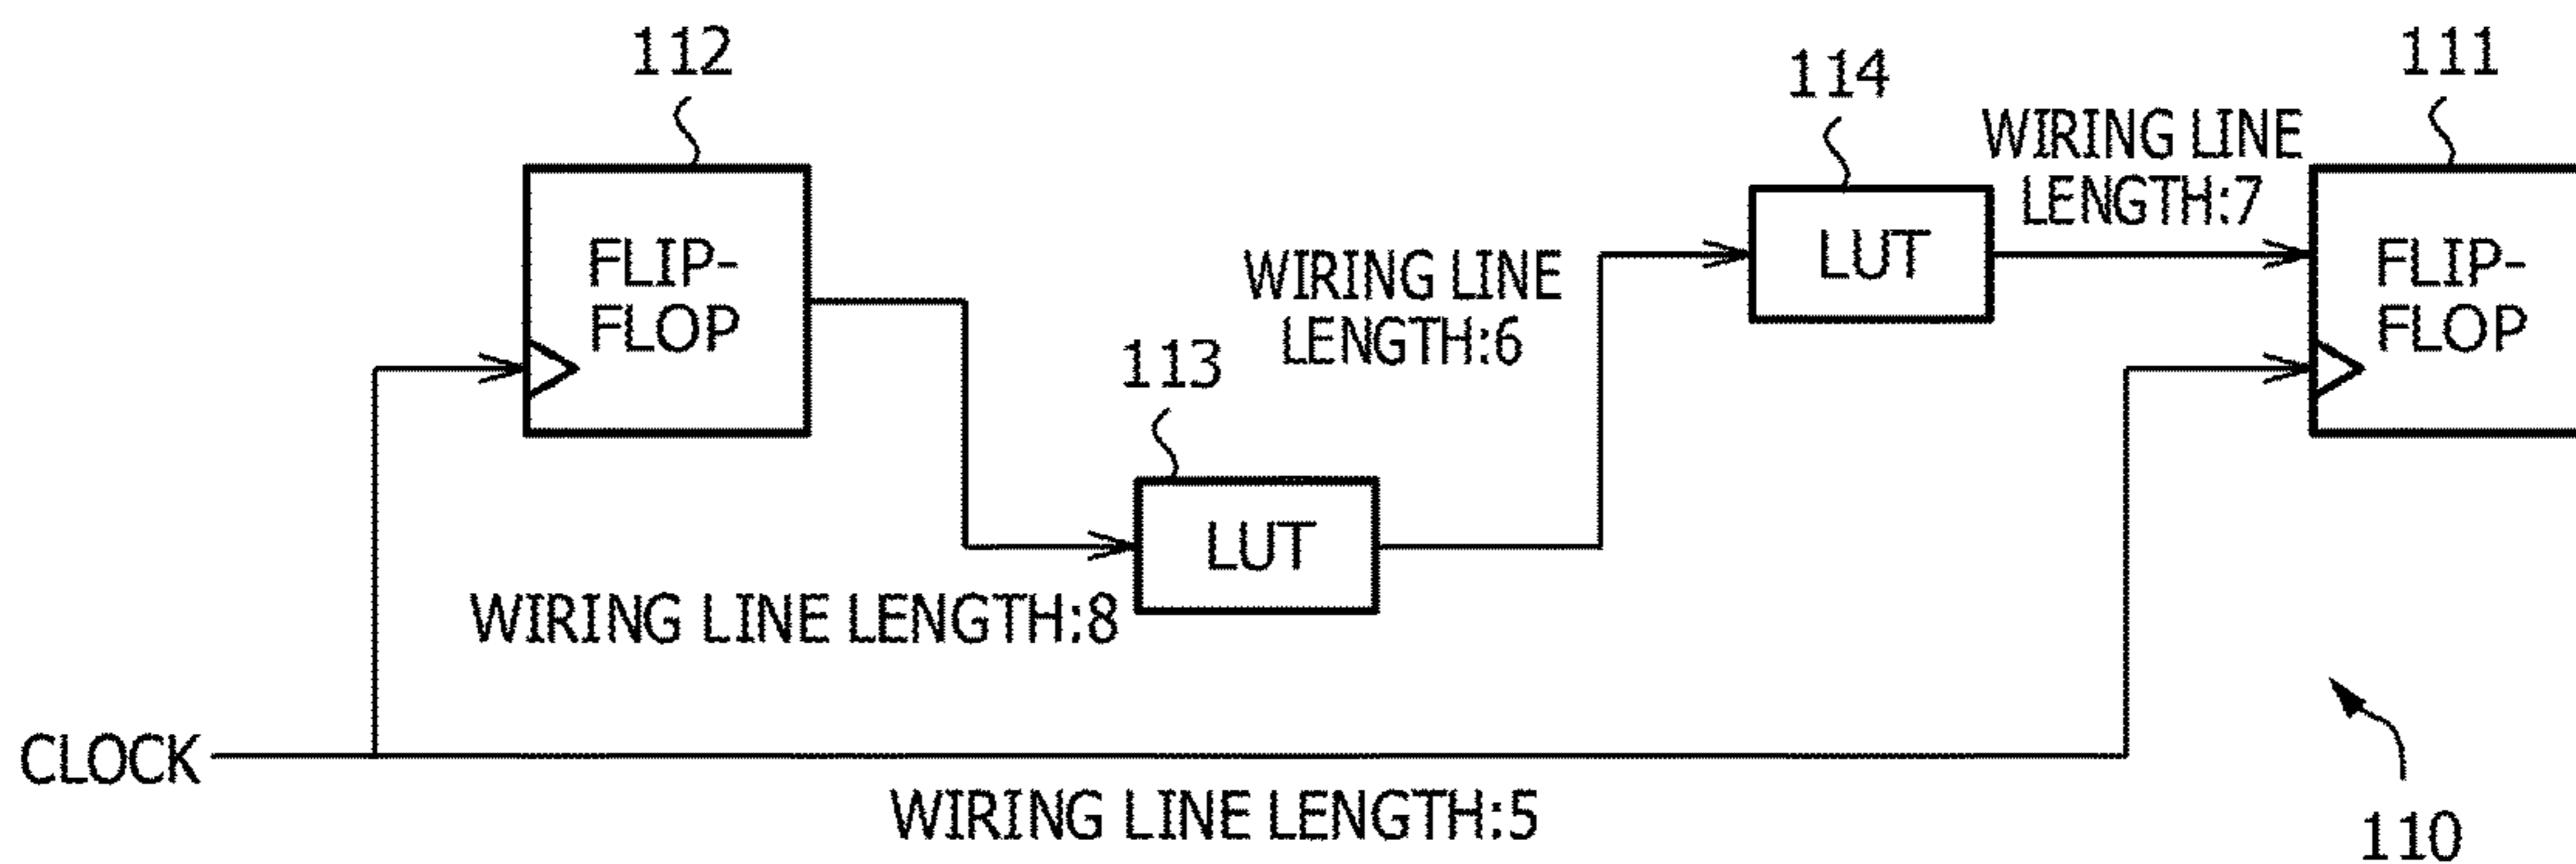 112
114
111
WIRING LINE
LENGTH:7
FLIP-
FLOP
WIRING LINE
LENGTH:6
LUT
FLIP-
FLOP
113
LUT
WIRING LINE LENGTH:8
CLOCK
WIRING LINE LENGTH:5
110